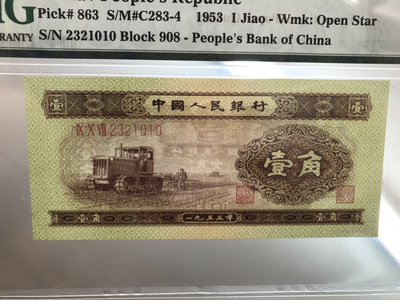 People's Republic
Pick# 863 S/M#C283-4 1953 1 Jiao - Wmk: Open Star
S/N 2321010 Block 908 - People's Bank of China
壹 中國人民銀行 壹
IX X VIII 2321010
壹角
壹角 一九五三年 壹角